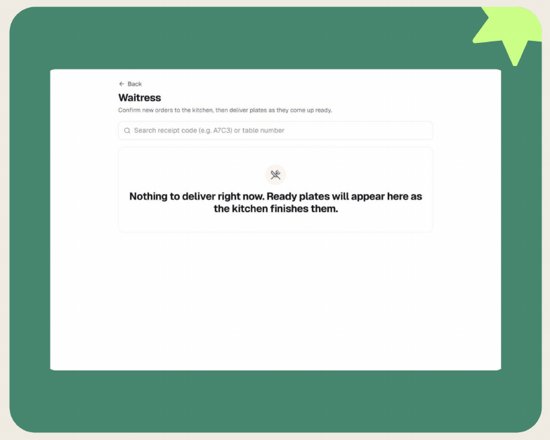 ← Back
Waitress
Confirm new orders to the kitchen, then deliver plates as they come up ready.
Search receipt code (e.g. A7C3) or table number
Nothing to deliver right now. Ready plates will appear here as
the kitchen finishes them.